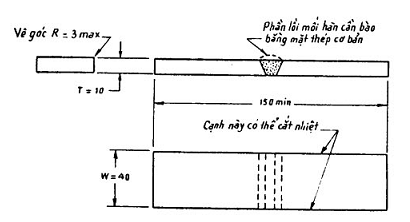 Vê góc R = 3 max
Phần lồi mối hàn cần bào
bằng mặt thép cơ bản
T = 10
150 min
Cạnh này có thể cắt nhiệt
W = 40